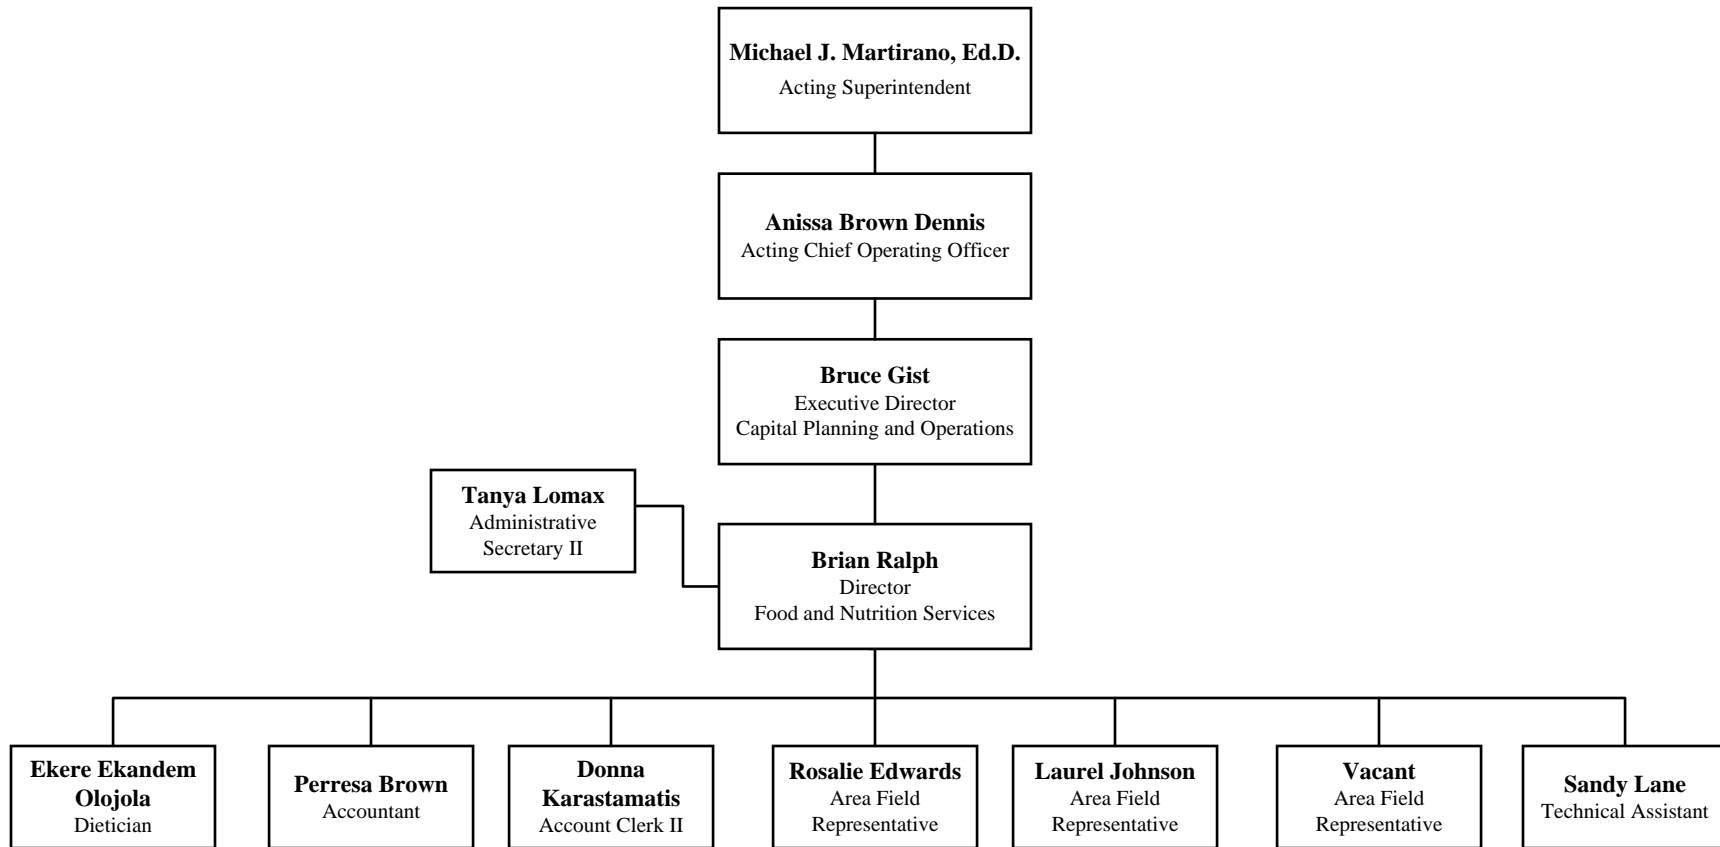 Michael J. Martirano, Ed.D.
Acting Superintendent
Anissa Brown Dennis
Acting Chief Operating Officer
Bruce Gist
Executive Director
Capital Planning and Operations
Tanya Lomax
Administrative
Secretary II
Brian Ralph
Director
Food and Nutrition Services
Ekere Ekandem
Olojola
Dietician
Perresa Brown
Accountant
Donna
Karastamatis
Account Clerk II
Rosalie Edwards
Area Field
Representative
Laurel Johnson
Area Field
Representative
Vacant
Area Field
Representative
Sandy Lane
Technical Assistant